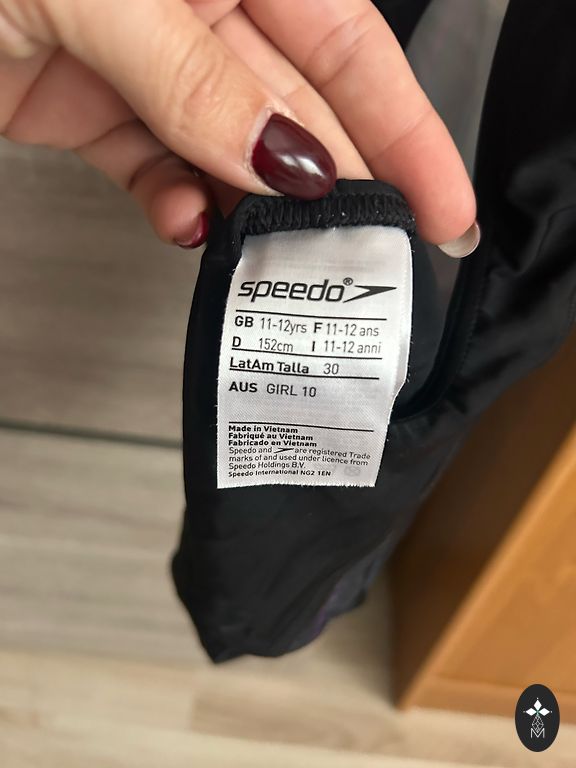 speedo®
GB 11-12yrs F 11-12 ans
D 152cm I 11-12 anni
LatAm Talla 30
AUS GIRL 10
Made in Vietnam
Fabriqué au Vietnam
Fabricado en Vietnam
Speedo and are registered Trade
marks of and used under licence from
Speedo Holdings B.V.
Speedo International NG2 1EN
M